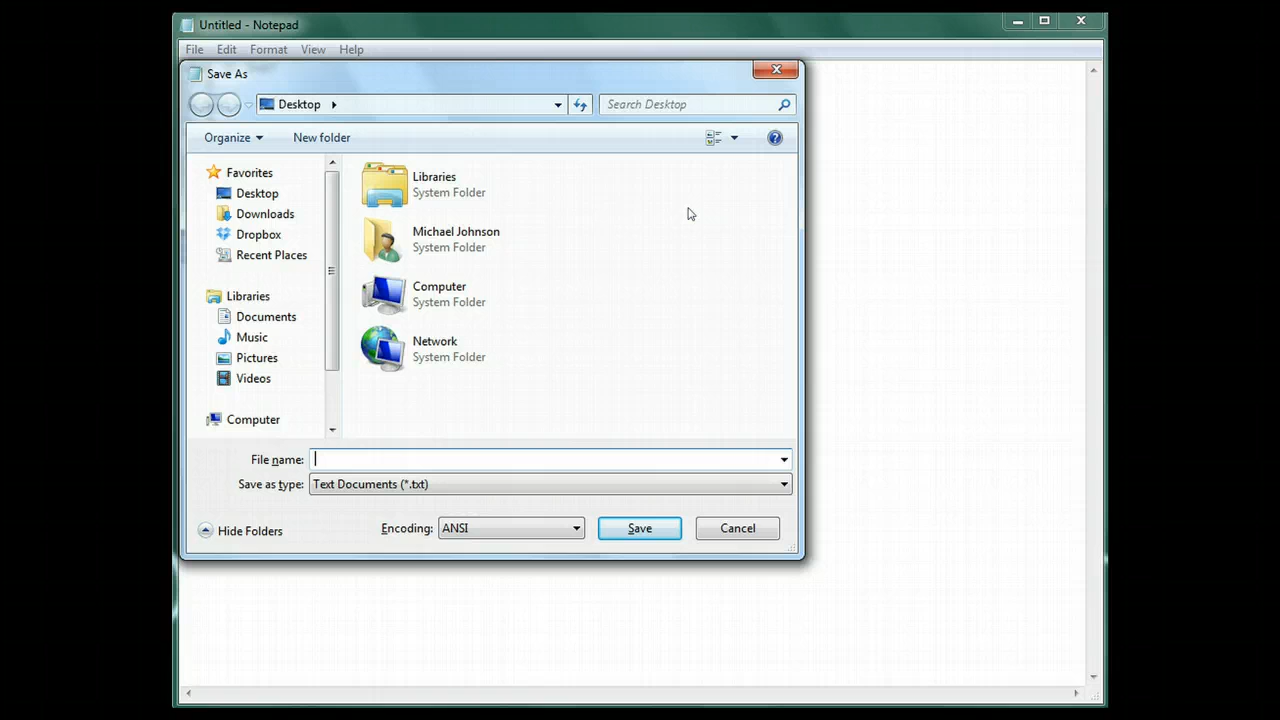 Untitled - Notepad
File Edit Format View Help
Save As
Desktop
Search Desktop
Organize New folder
Favorites
Desktop
Downloads
Dropbox
Recent Places
Libraries
Documents
Music
Pictures
Videos
Computer
Libraries
System Folder
Michael Johnson
System Folder
Computer
System Folder
Network
System Folder
File name:
Save as type: Text Documents (*.txt)
Hide Folders Encoding: ANSI Save Cancel